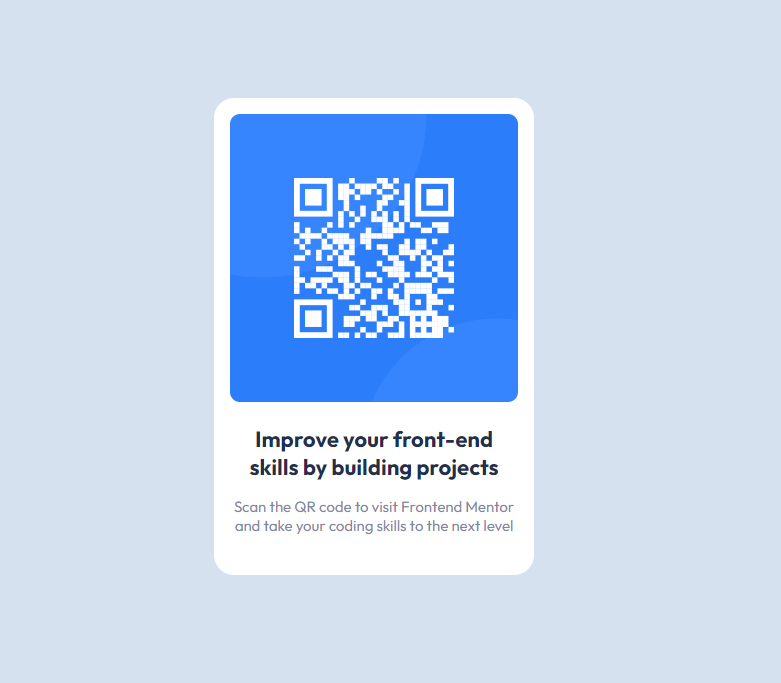 Improve your front-end
skills by building projects
Scan the QR code to visit Frontend Mentor
and take your coding skills to the next level